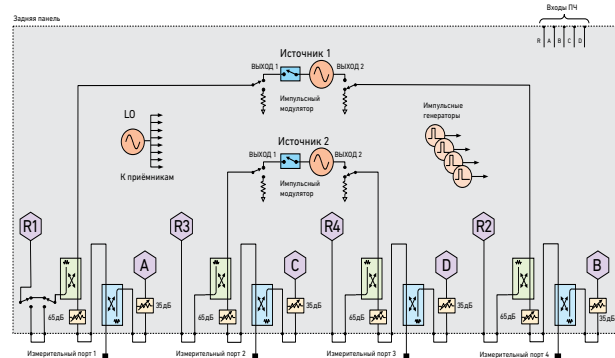 Входы ПЧ
Задняя панель
R A B C D
Источник 1
ВЫХОД 1
ВЫХОД 2
Импульсный
модулятор
LO
К приёмникам
Импульсные
генераторы
Источник 2
ВЫХОД 1
ВЫХОД 2
Импульсный
модулятор
R1
R3
R4
R2
A
C
D
B
65дБ
35дБ
65дБ
35дБ
65дБ
35дБ
65дБ
35дБ
Измерительный порт 1
Измерительный порт 2
Измерительный порт 3
Измерительный порт 4